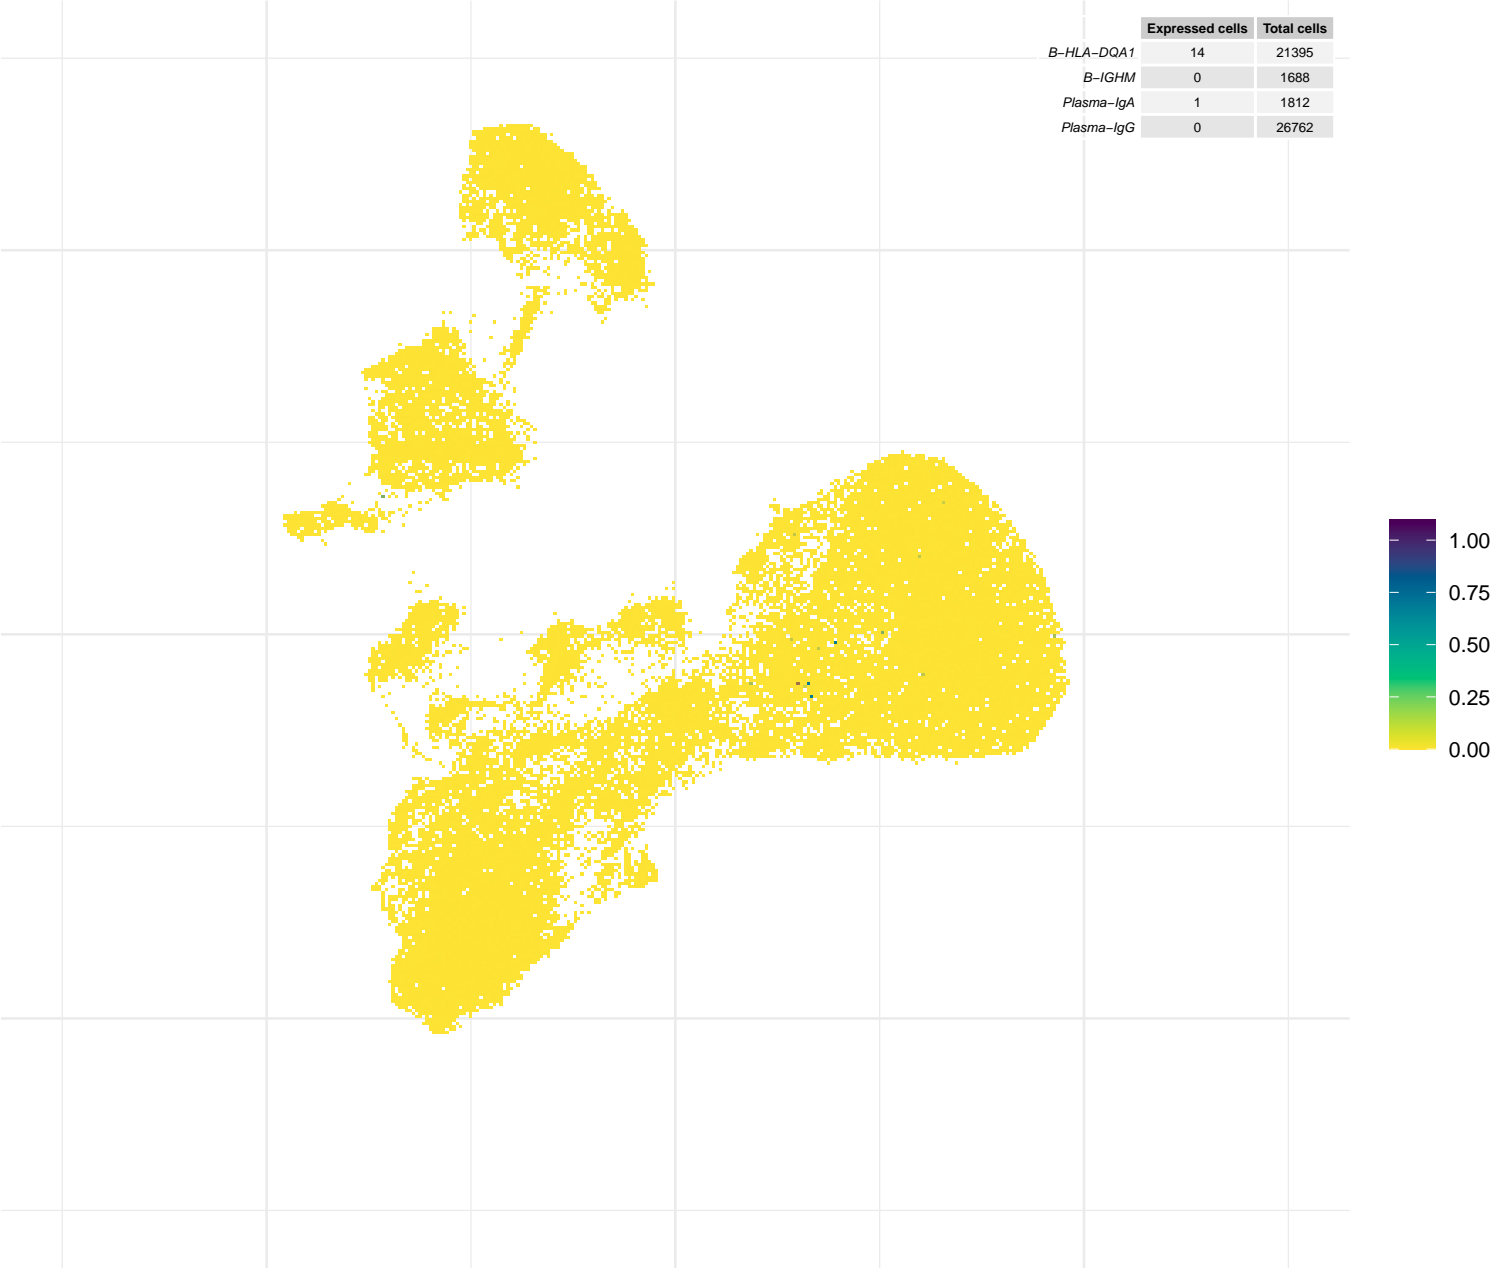 Expressed cells Total cells
B−HLA−DQA1 14 21395
B−IGHM 0 1688
Plasma−IgA 1 1812
Plasma−IgG 0 26762
1.00
0.75
0.50
0.25
0.00